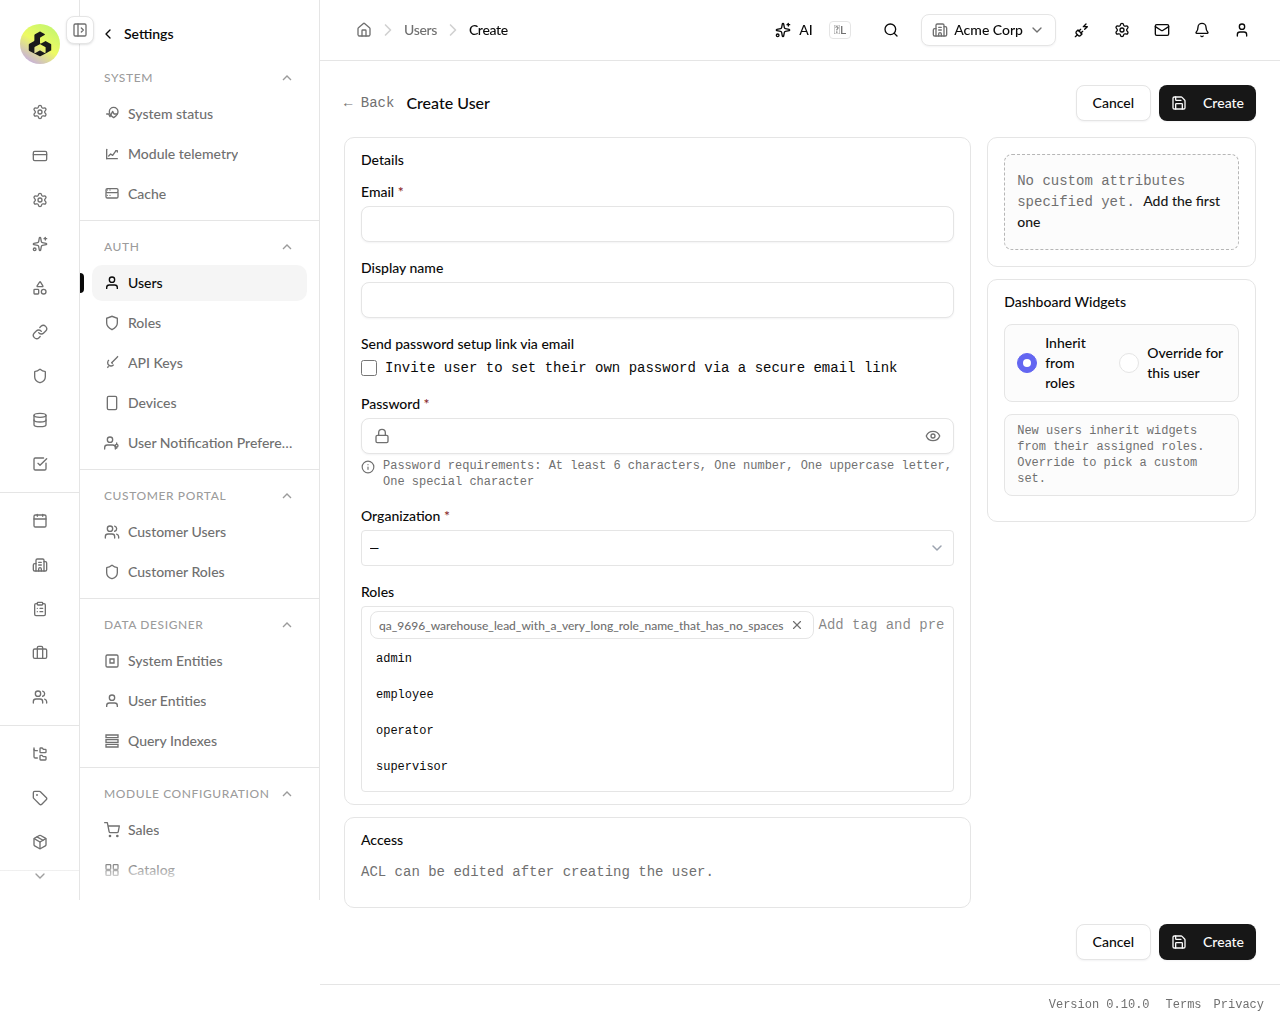 Settings
Users
Create
AI
L
Acme Corp
SYSTEM
System status
Module telemetry
Cache
AUTH
Users
Roles
API Keys
Devices
User Notification Prefere...
CUSTOMER PORTAL
Customer Users
Customer Roles
DATA DESIGNER
System Entities
User Entities
Query Indexes
MODULE CONFIGURATION
Sales
Catalog
← Back
Create User
Cancel
Create
Details
Email *
Display name
Send password setup link via email
Invite user to set their own password via a secure email link
Password *
Password requirements: At least 6 characters, One number, One uppercase letter,
One special character
Organization *
—
Roles
qa_9696_warehouse_lead_with_a_very_long_role_name_that_has_no_spaces
Add tag and pre
admin
employee
operator
supervisor
Access
ACL can be edited after creating the user.
No custom attributes
specified yet. Add the first
one
Dashboard Widgets
Inherit
from
roles
Override for
this user
New users inherit widgets
from their assigned roles.
Override to pick a custom
set.
Cancel
Create
Version 0.10.0
Terms
Privacy